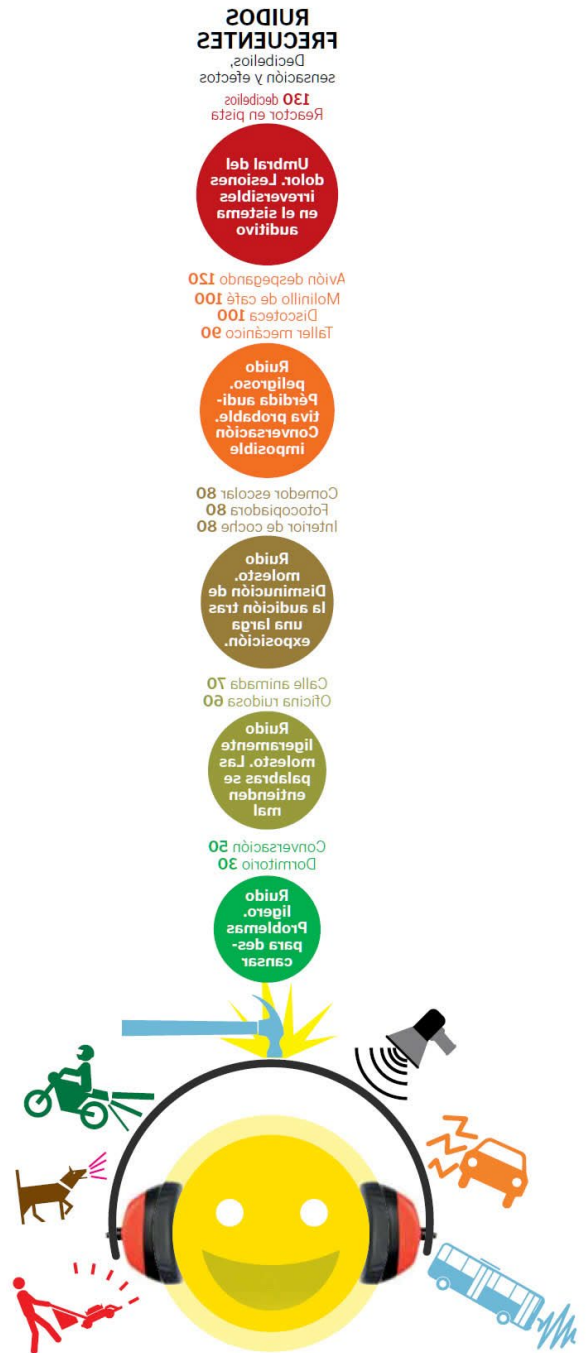 RUIDOS
FRECUENTES
Decibelios,
sensación y efectos
130 decibelios
Reactor en pista
Umbral del
dolor. Lesiones
irreversibles
en el sistema
auditivo
Avión despegando 120
Molinillo de café 100
Discoteca 100
Taller mecánico 90
Ruido
peligroso.
Pérdida audi-
tiva probable.
Conversación
imposible
Comedor escolar 80
Fotocopiadora 80
Interior de coche 80
Ruido
molesto.
Disminución de
la audición tras
una larga
exposición.
Calle animada 70
Oficina ruidosa 60
Ruido
ligeramente
molesto. Las
palabras se
entienden
mal
Conversación 50
Dormitorio 30
Ruido
ligero.
Problemas
para des-
cansar